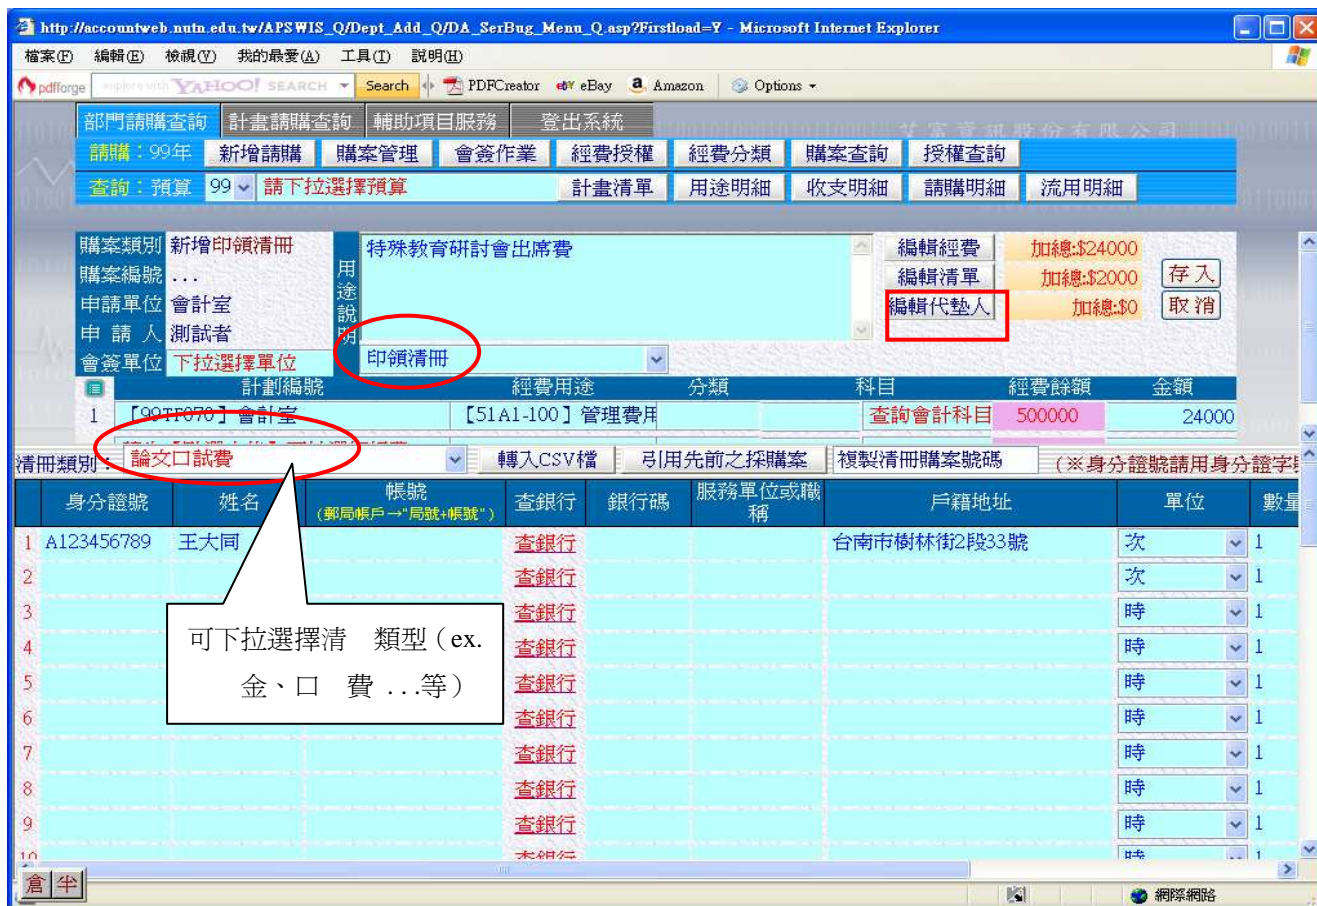 http://accountweb.nutn.edu.tw/APSWIS_Q/Dept_Add_Q/DA_SerBug_Menu_Q.asp?Firstload=Y - Microsoft Internet Explorer
檔案(F) 編輯(E) 檢視(V) 我的最愛(A) 工具(T) 說明(H)
pdfforge YAHOO! SEARCH Search PDFCreator eBay Amazon Options
部門請購查詢 計畫請購查詢 輔助項目服務 登出系統
艾富資訊股份有限公司
請購：99年 新增請購 購案管理 會簽作業 經費授權 經費分類 購案查詢 授權查詢
查詢：預算 99 請下拉選擇預算 計畫清單 用途明細 收支明細 請購明細 流用明細
購案類別 新增印領清冊 用途說明 特殊教育研討會出席費 編輯經費 加總:$24000
購案編號 ... 編輯清單 加總:$2000 存入
申請單位 會計室 編輯代墊人 加總:$0 取消
申 請 人 測試者
會簽單位 下拉選擇單位 印領清冊
計劃編號 經費用途 分類 科目 經費餘額 金額
1 【99TF070】會計室 【51A1-100】管理費用 查詢會計科目 500000 24000
清冊類別： 論文口試費 轉入CSV檔 引用先前之採購案 複製清冊購案號碼 (※身分證號請用身分證字
身分證號 姓名 帳號 (郵局帳戶→"局號+帳號") 查銀行 銀行碼 服務單位或職稱 戶籍地址 單位 數量
1 A123456789 王大同 查銀行 台南市樹林街2段33號 次 1
2 查銀行 次 1
3 查銀行 時 1
4 查銀行 時 1
5 查銀行 時 1
6 查銀行 時 1
7 查銀行 時 1
8 查銀行 時 1
9 查銀行 時 1
10 查銀行 時 1
可下拉選擇清 類型（ex.
金、口 費 ...等）
倉 半
網際網路